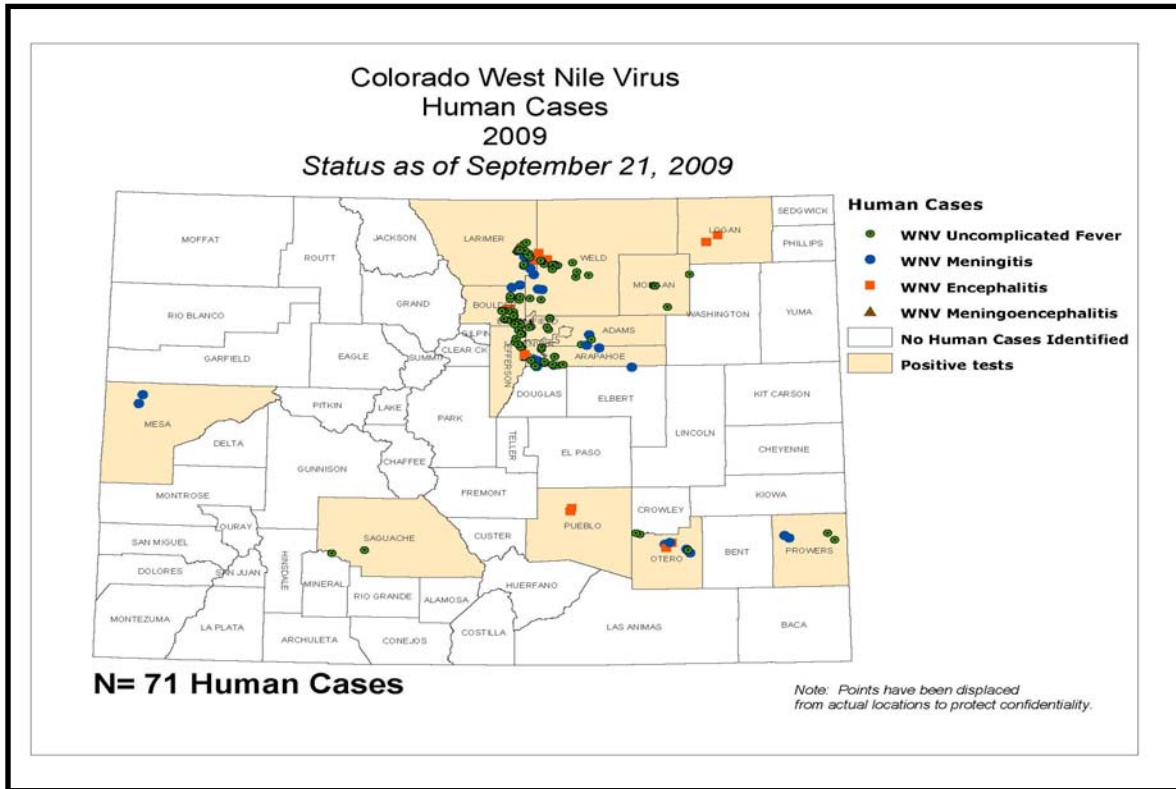 Colorado West Nile Virus
Human Cases
2009
Status as of September 21, 2009
Human Cases
WNV Uncomplicated Fever
WNV Meningitis
WNV Encephalitis
WNV Meningoencephalitis
No Human Cases Identified
Positive tests
MOFFAT
ROUTT
JACKSON
LARIMER
WELD
LOGAN
SEDGWICK
PHILLIPS
GRAND
RIO BLANCO
WASHINGTON
YUMA
ADAMS
GARFIELD
EAGLE
CLEAR CK
JEFFERSON
ARAPAHOE
DOUGLAS
ELBERT
KIT CARSON
MESA
PITKIN
LAKE
PARK
TELLER
LINCOLN
DELTA
GUNNISON
CHAFFEE
EL PASO
CHEYENNE
MONTROSE
FREMONT
CROWLEY
KIOWA
OURAY
SAGUACHE
CUSTER
PUEBLO
SAN MIGUEL
HINSDALE
OTERO
BENT
PROWERS
DOLORES
SAN JUAN
MINERAL
RIO GRANDE
ALAMOSA
HUERFANO
MONTEZUMA
LA PLATA
ARCHULETA
CONEJOS
COSTILLA
LAS ANIMAS
BACA
N= 71 Human Cases
Note: Points have been displaced
from actual locations to protect confidentiality.